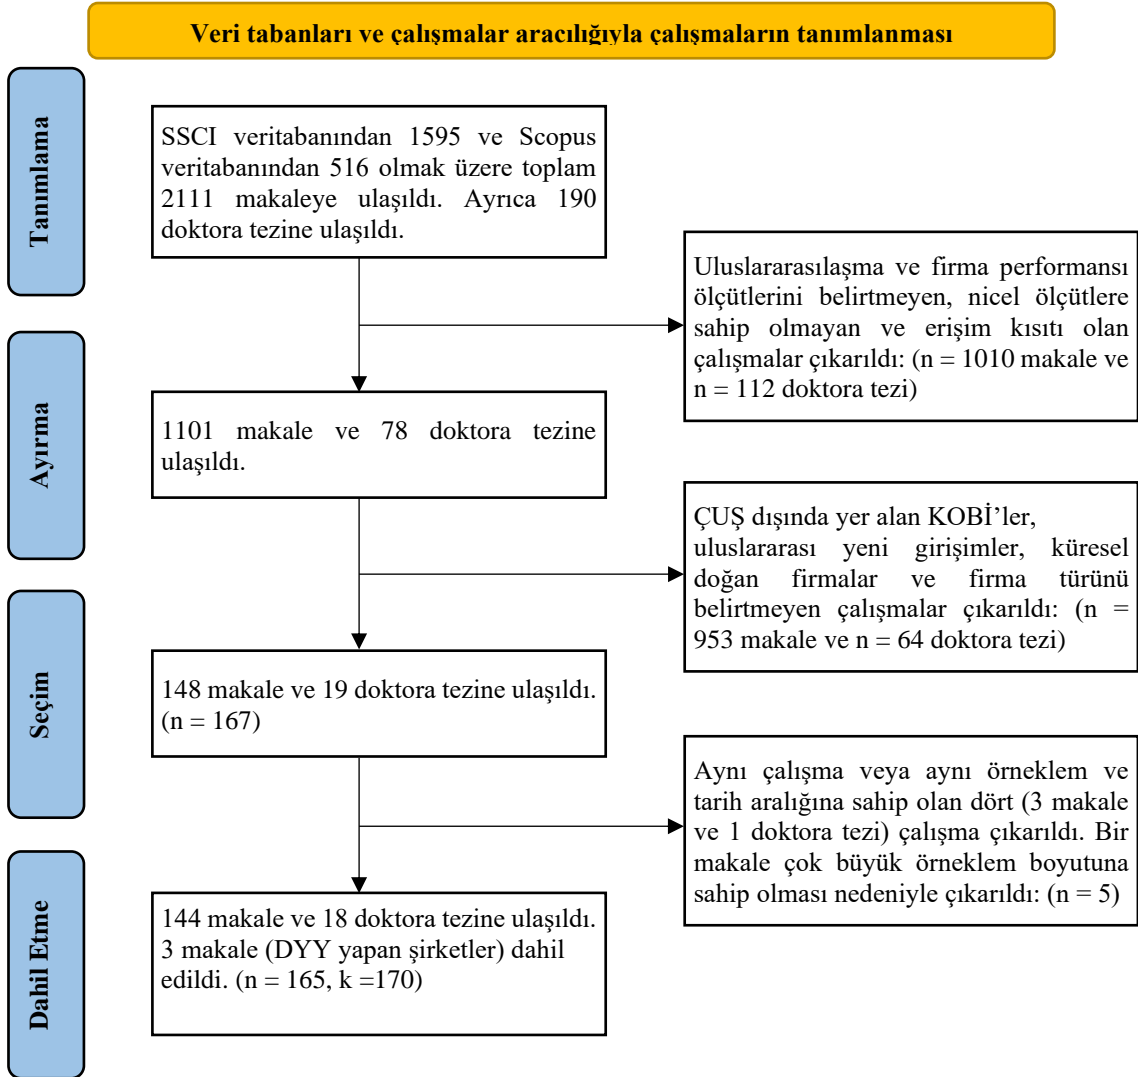 Veri tabanları ve çalışmalar aracılığıyla çalışmaların tanımlanması
Tanımlama
SSCI veritabanından 1595 ve Scopus
veritabanından 516 olmak üzere toplam
2111 makaleye ulaşıldı. Ayrıca 190
doktora tezine ulaşıldı.
Uluslararasılaşma ve firma performansı
ölçütlerini belirtmeyen, nicel ölçütlere
sahip olmayan ve erişim kısıtı olan
çalışmalar çıkarıldı: (n = 1010 makale ve
n = 112 doktora tezi)
Ayırma
1101 makale ve 78 doktora tezine
ulaşıldı.
ÇUŞ dışında yer alan KOBİ’ler,
uluslararası yeni girişimler, küresel
doğan firmalar ve firma türünü
belirtmeyen çalışmalar çıkarıldı: (n =
953 makale ve n = 64 doktora tezi)
Seçim
148 makale ve 19 doktora tezine ulaşıldı.
(n = 167)
Aynı çalışma veya aynı örneklem ve
tarih aralığına sahip olan dört (3 makale
ve 1 doktora tezi) çalışma çıkarıldı. Bir
makale çok büyük örneklem boyutuna
sahip olması nedeniyle çıkarıldı: (n = 5)
Dahil Etme
144 makale ve 18 doktora tezine ulaşıldı.
3 makale (DYY yapan şirketler) dahil
edildi. (n = 165, k =170)